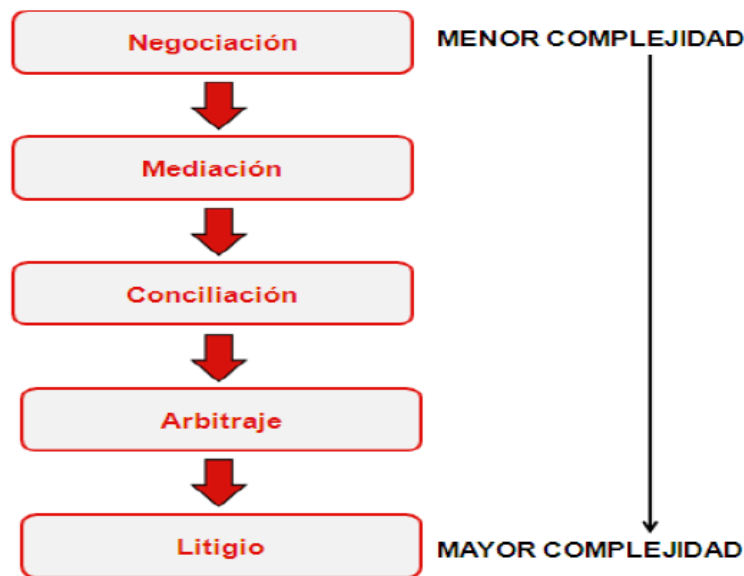 Negociación
MENOR COMPLEJIDAD
Mediación
Conciliación
Arbitraje
Litigio
MAYOR COMPLEJIDAD